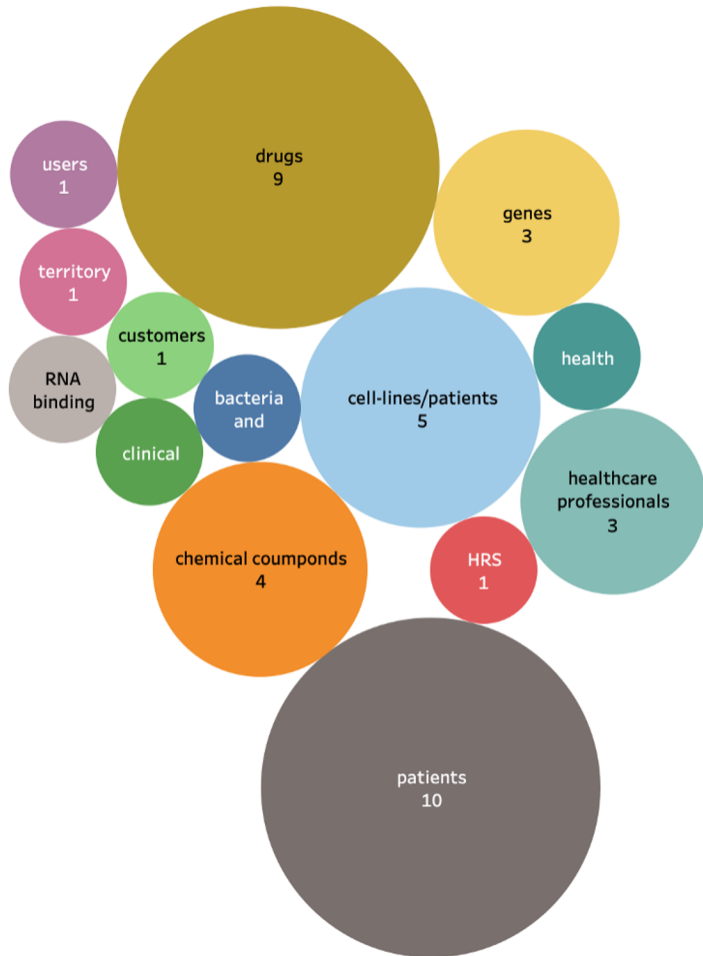 drugs
9
users
1
genes
3
territory
1
customers
1
health
RNA
binding
bacteria
and
cell-lines/patients
5
clinical
healthcare
professionals
3
chemical coumponds
4
HRS
1
patients
10